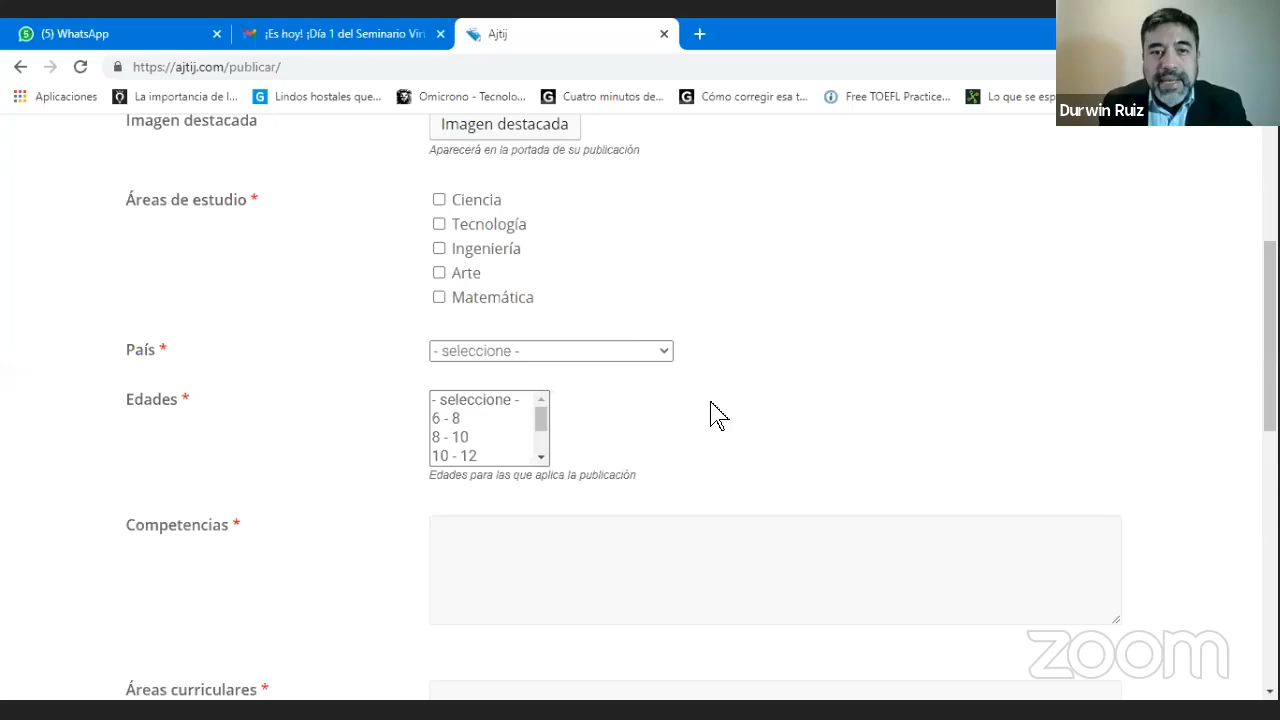 (5) WhatsApp
¡Es hoy! ¡Día 1 del Seminario Virt
Ajtij
https://ajtij.com/publicar/
Aplicaciones
La importancia de l...
Lindos hostales que...
Omicrono - Tecnolo...
Cuatro minutos de...
Cómo corregir esa t...
Free TOEFL Practice...
Lo que se esp
Durwin Ruiz
Imagen destacada
Imagen destacada
Aparecerá en la portada de su publicación
Áreas de estudio *
Ciencia
Tecnología
Ingeniería
Arte
Matemática
País *
- seleccione -
Edades *
- seleccione -
6 - 8
8 - 10
10 - 12
Edades para las que aplica la publicación
Competencias *
zoom
Áreas curriculares *